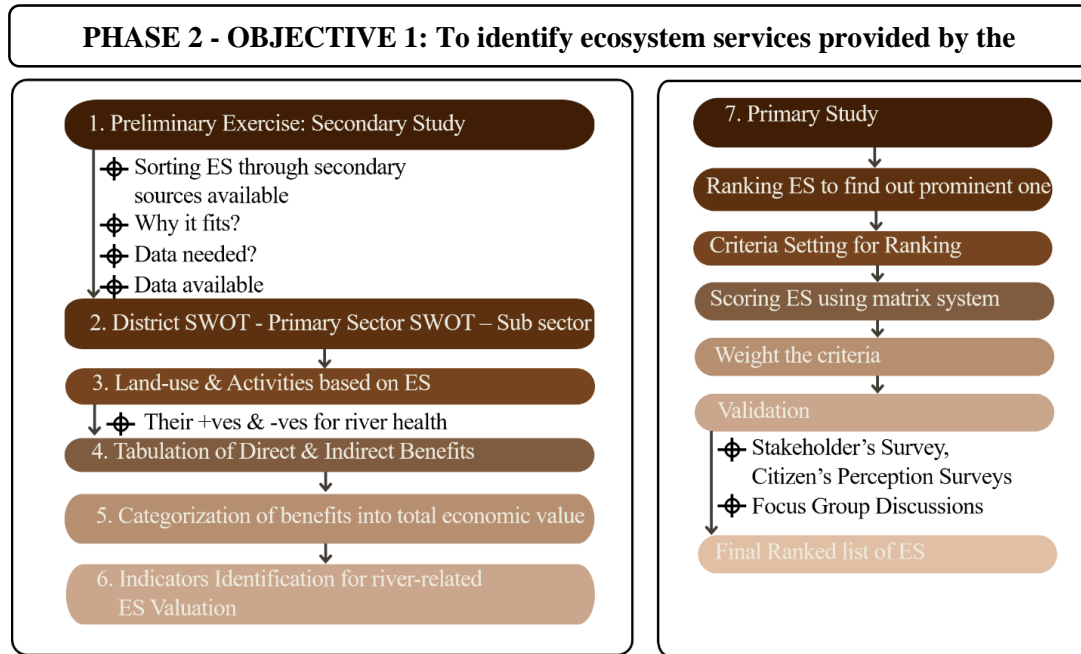 PHASE 2 - OBJECTIVE 1: To identify ecosystem services provided by the
1. Preliminary Exercise: Secondary Study
Sorting ES through secondary
sources available
Why it fits?
Data needed?
Data available
2. District SWOT - Primary Sector SWOT – Sub sector
3. Land-use & Activities based on ES
Their +ves & -ves for river health
4. Tabulation of Direct & Indirect Benefits
5. Categorization of benefits into total economic value
6. Indicators Identification for river-related
ES Valuation
7. Primary Study
Ranking ES to find out prominent one
Criteria Setting for Ranking
Scoring ES using matrix system
Weight the criteria
Validation
Stakeholder’s Survey,
Citizen’s Perception Surveys
Focus Group Discussions
Final Ranked list of ES